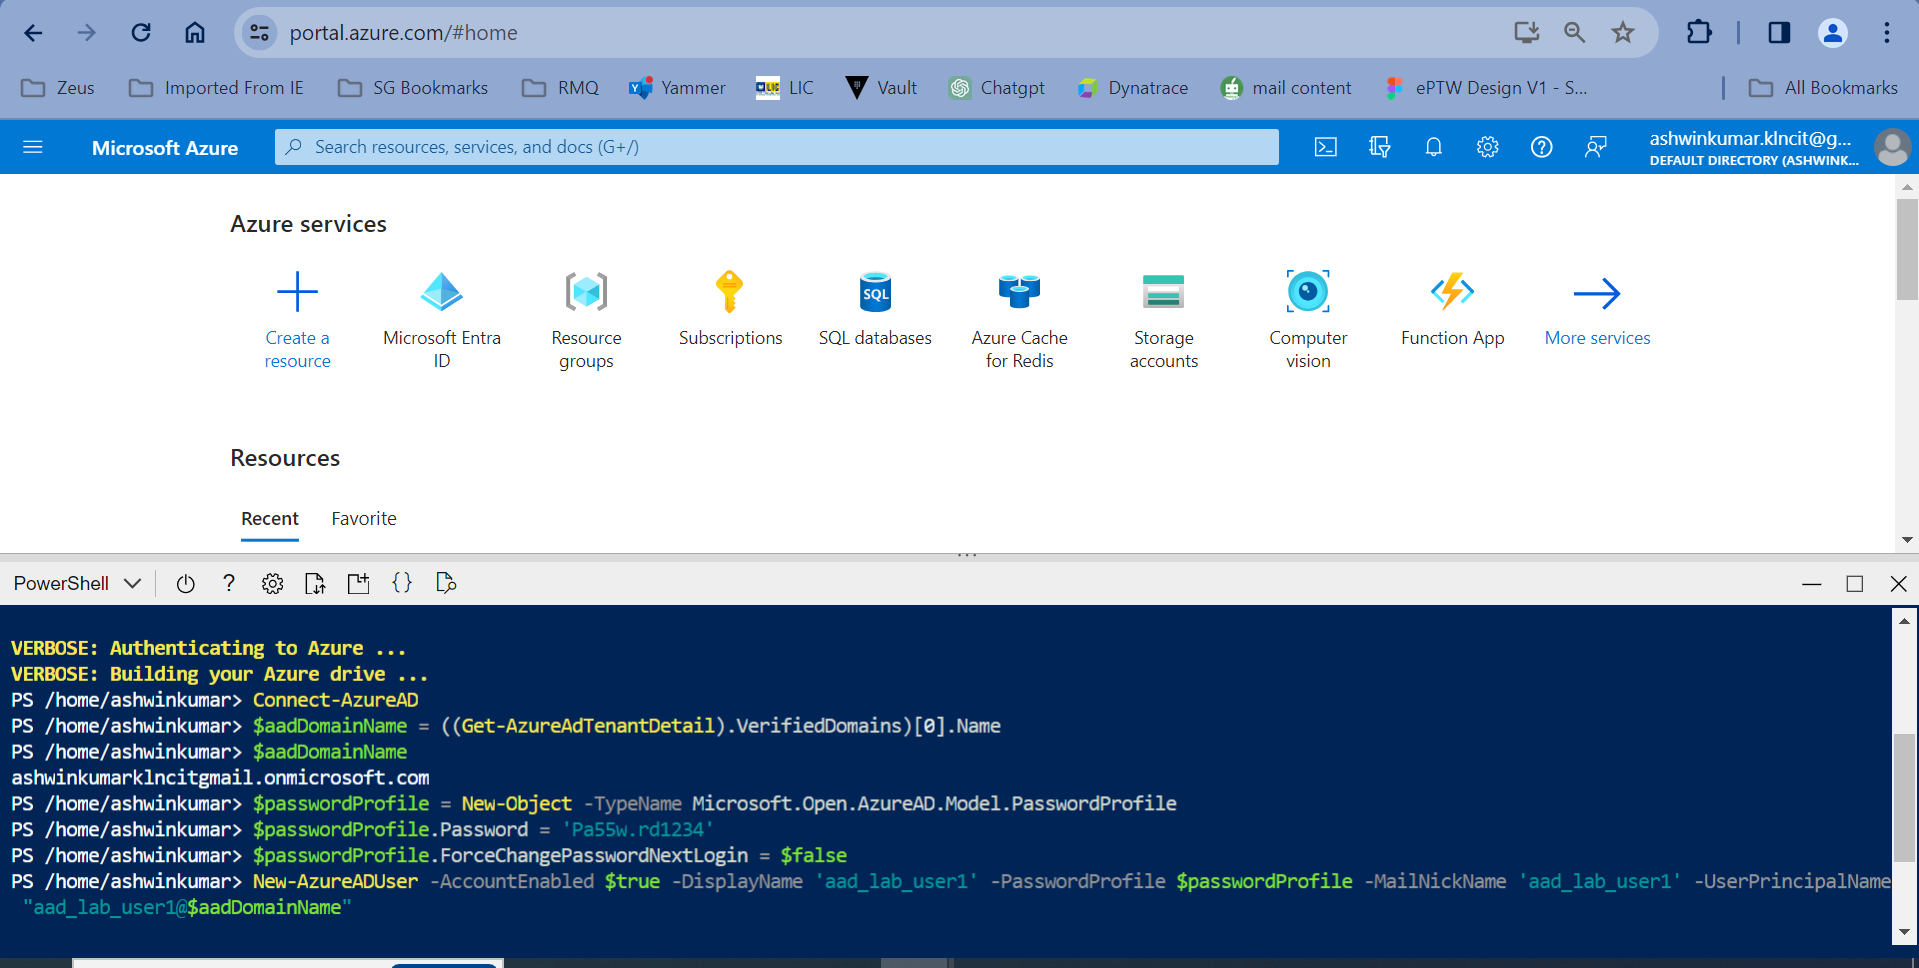 portal.azure.com/#home
Zeus Imported From IE SG Bookmarks RMQ Yammer LIC Vault Chatgpt Dynatrace mail content ePTW Design V1 - S... All Bookmarks
Microsoft Azure Search resources, services, and docs (G+/) ashwinkumar.klncit@g...
DEFAULT DIRECTORY (ASHWINK...
Azure services
SQL
Create a resource
Microsoft Entra ID
Resource groups
Subscriptions
SQL databases
Azure Cache for Redis
Storage accounts
Computer vision
Function App
More services
Resources
Recent Favorite
PowerShell
VERBOSE: Authenticating to Azure ...
VERBOSE: Building your Azure drive ...
PS /home/ashwinkumar> Connect-AzureAD
PS /home/ashwinkumar> $aadDomainName = ((Get-AzureAdTenantDetail).VerifiedDomains)[0].Name
PS /home/ashwinkumar> $aadDomainName
ashwinkumarklncitgmail.onmicrosoft.com
PS /home/ashwinkumar> $passwordProfile = New-Object -TypeName Microsoft.Open.AzureAD.Model.PasswordProfile
PS /home/ashwinkumar> $passwordProfile.Password = 'Pa55w.rd1234'
PS /home/ashwinkumar> $passwordProfile.ForceChangePasswordNextLogin = $false
PS /home/ashwinkumar> New-AzureADUser -AccountEnabled $true -DisplayName 'aad_lab_user1' -PasswordProfile $passwordProfile -MailNickName 'aad_lab_user1' -UserPrincipalName
"aad_lab_user1@$aadDomainName"